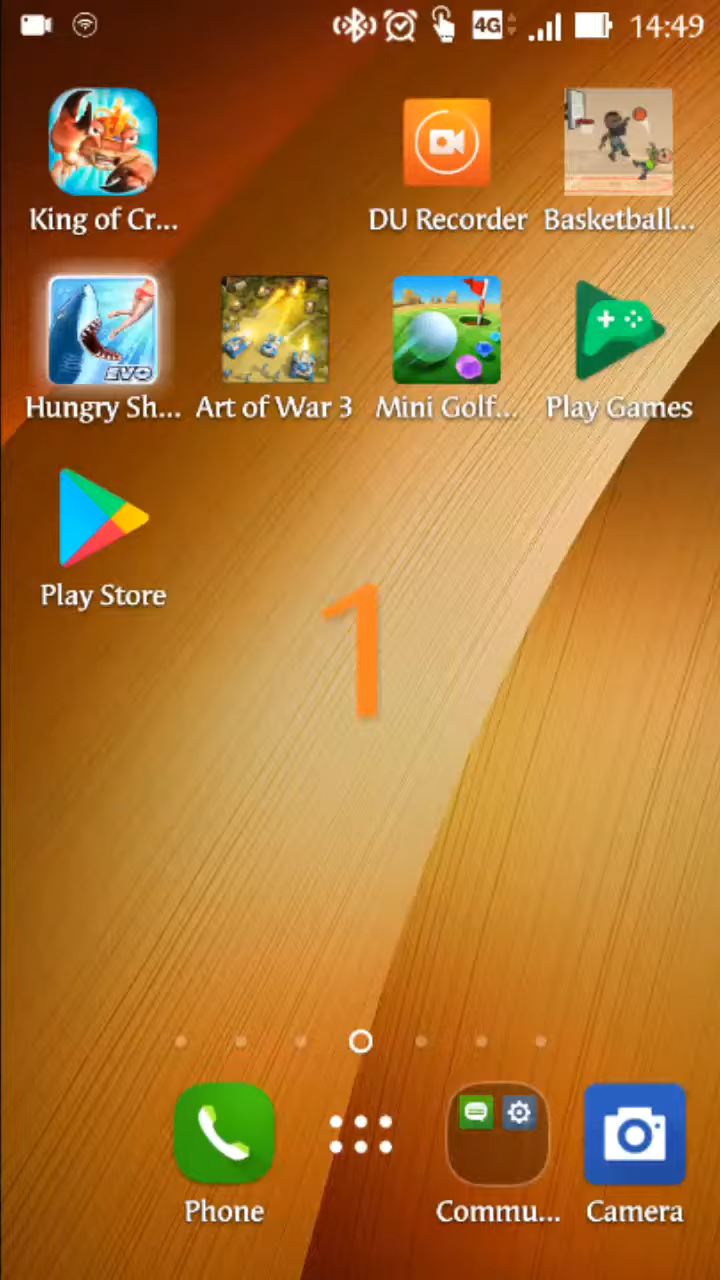 4G 14:49
King of Cr... DU Recorder Basketball...
EVO
Hungry Sh... Art of War 3 Mini Golf... Play Games
Play Store
1
Phone Commu... Camera